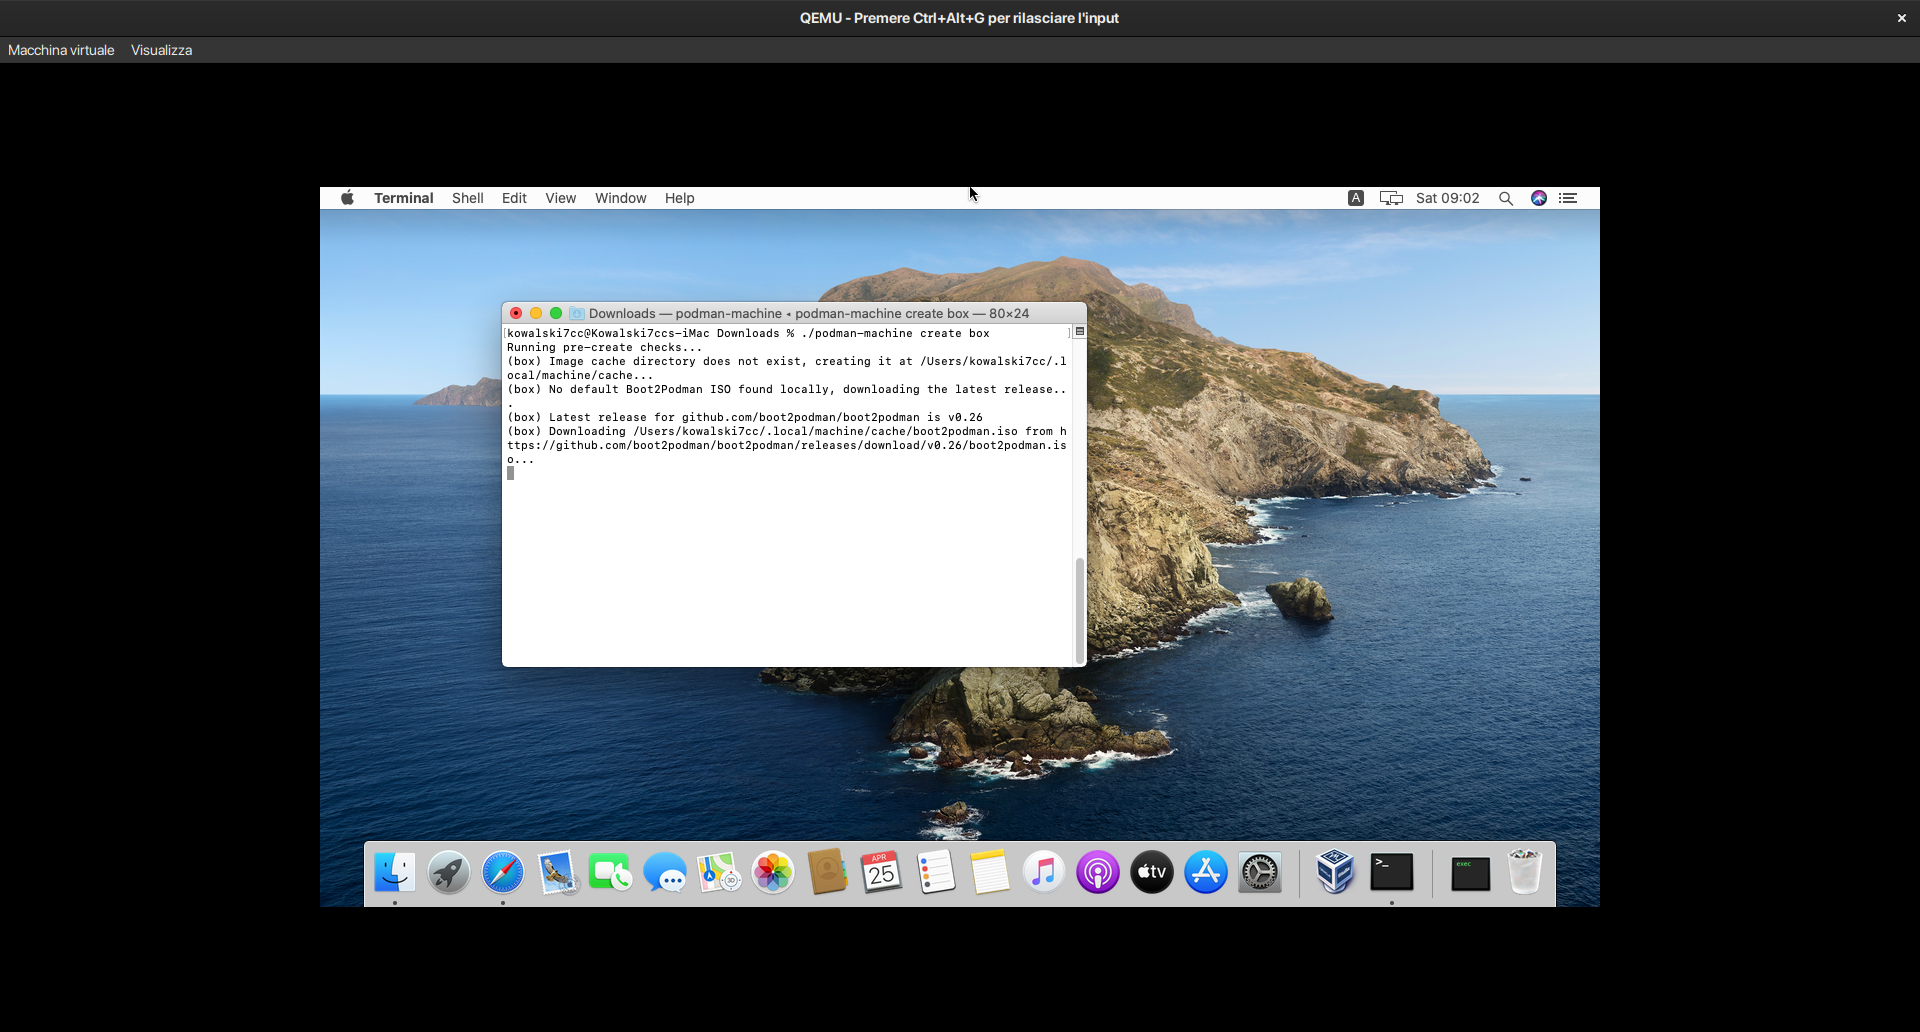 QEMU - Premere Ctrl+Alt+G per rilasciare l'input
Macchina virtuale Visualizza
Terminal Shell Edit View Window Help A Sat 09:02
Downloads — podman-machine ◂ podman-machine create box — 80×24
[kowalski7cc@Kowalski7ccs-iMac Downloads % ./podman-machine create box ]
Running pre-create checks...
(box) Image cache directory does not exist, creating it at /Users/kowalski7cc/.l
ocal/machine/cache...
(box) No default Boot2Podman ISO found locally, downloading the latest release..
.
(box) Latest release for github.com/boot2podman/boot2podman is v0.26
(box) Downloading /Users/kowalski7cc/.local/machine/cache/boot2podman.iso from h
ttps://github.com/boot2podman/boot2podman/releases/download/v0.26/boot2podman.is
o...
3D
APR
25
tv
>_
exec